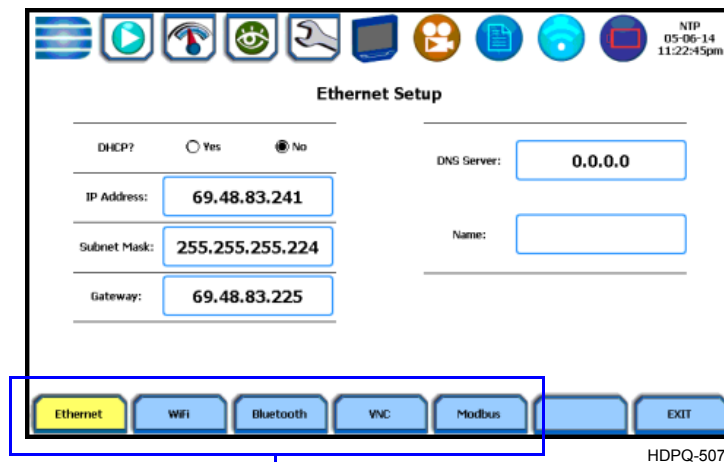 NTP
05-06-14
11:22:45pm
Ethernet Setup
DHCP? Yes No
IP Address: 69.48.83.241
Subnet Mask: 255.255.255.224
Gateway: 69.48.83.225
DNS Server: 0.0.0.0
Name:
Ethernet WiFi Bluetooth VNC Modbus EXIT
HDPQ-507